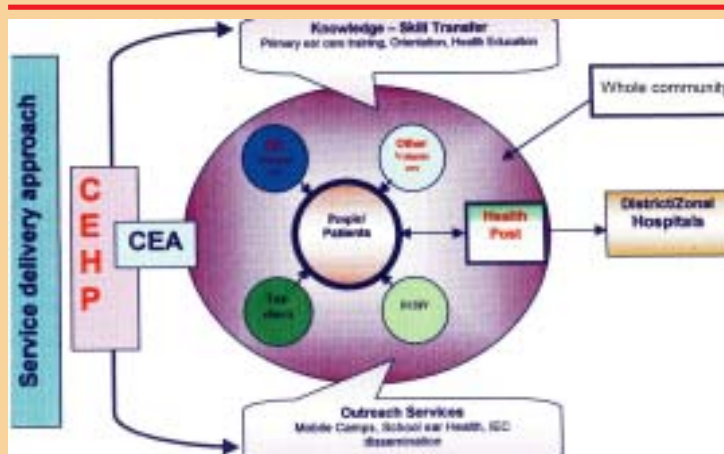 Knowledge – Skill Transfer
Primary ear care training, Orientation, Health Education
Whole community
Service delivery approach
CEHP
CEA
Other
People/
Patients
Health
Post
District/Zonal
Hospitals
Outreach Services
Mobile Camps, School ear Health, IEC
dissemination